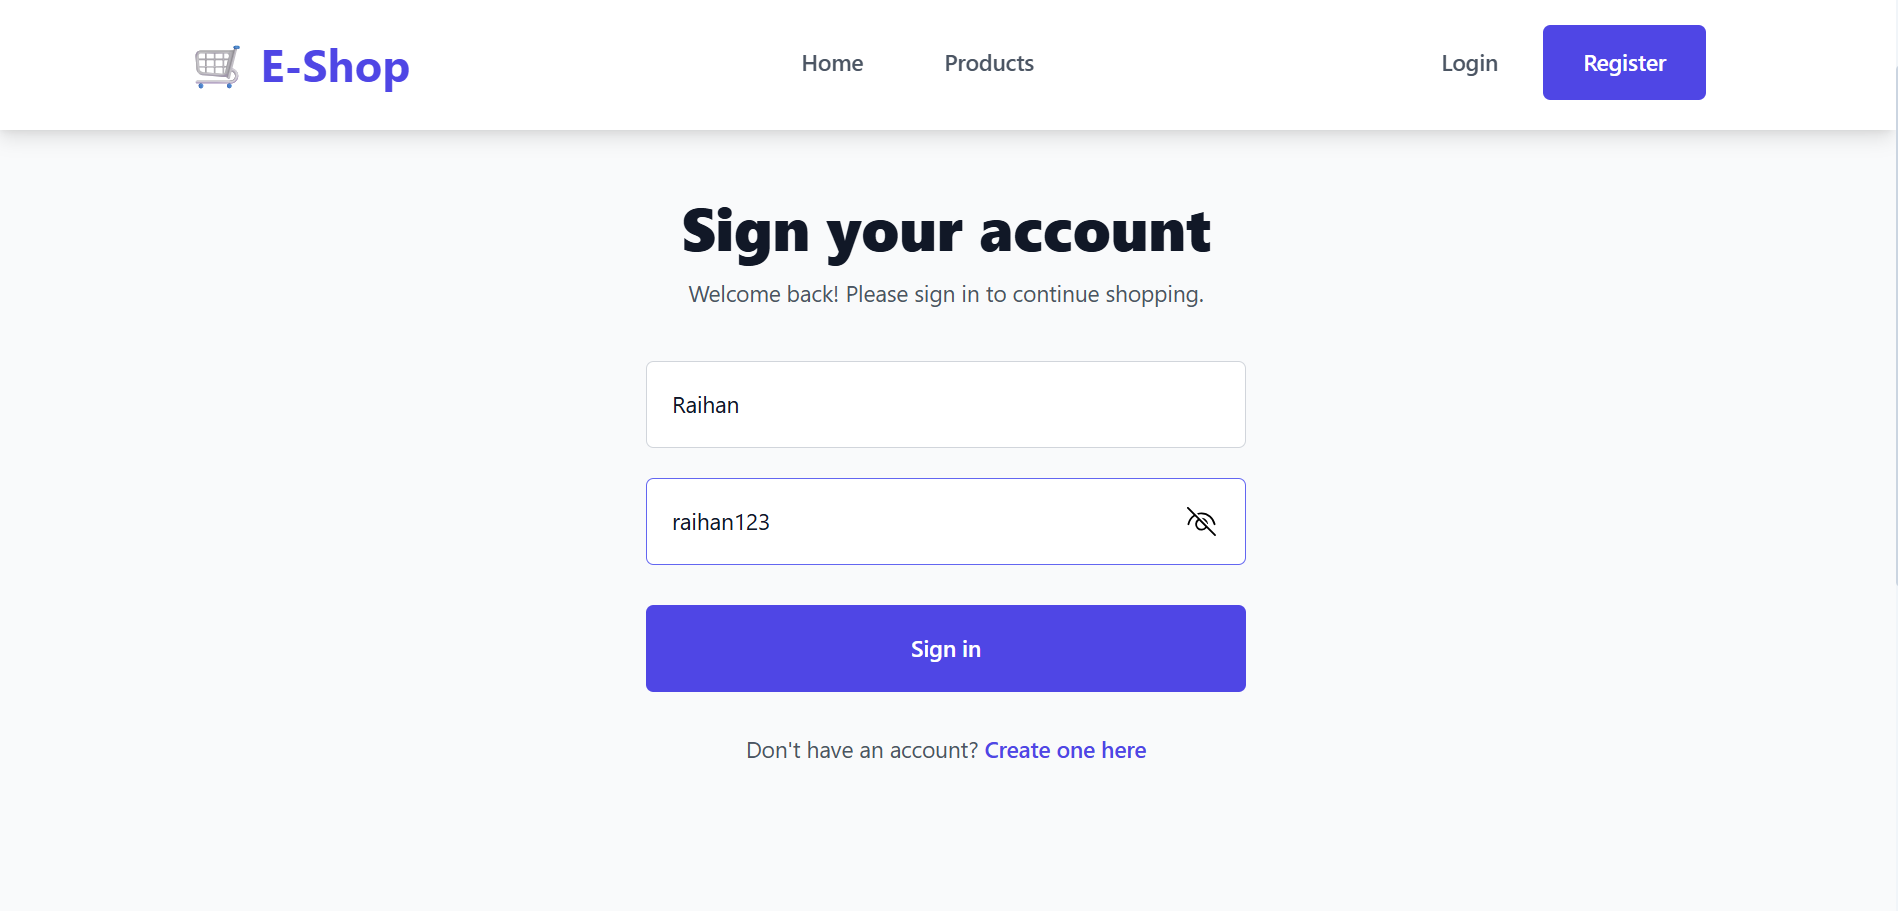 E-Shop
Home
Products
Login
Register
Sign your account
Welcome back! Please sign in to continue shopping.
Raihan
raihan123
Sign in
Don't have an account? Create one here